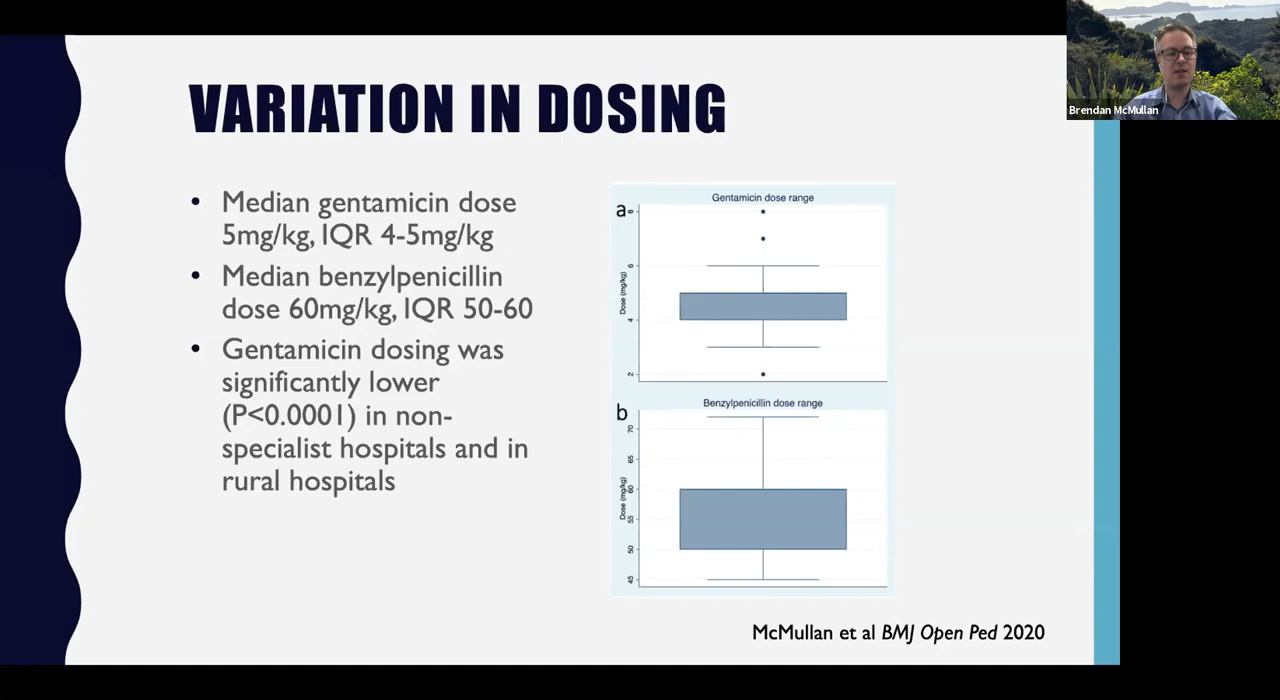 Brendan McMullan
VARIATION IN DOSING
• Median gentamicin dose
5mg/kg, IQR 4-5mg/kg
• Median benzylpenicillin
dose 60mg/kg, IQR 50-60
• Gentamicin dosing was
significantly lower
(P<0.0001) in non-
specialist hospitals and in
rural hospitals
a
Gentamicin dose range
Dose (mg/kg)
8
6
4
2
b
Benzylpenicillin dose range
Dose (mg/kg)
70
65
60
55
50
45
McMullan et al BMJ Open Ped 2020